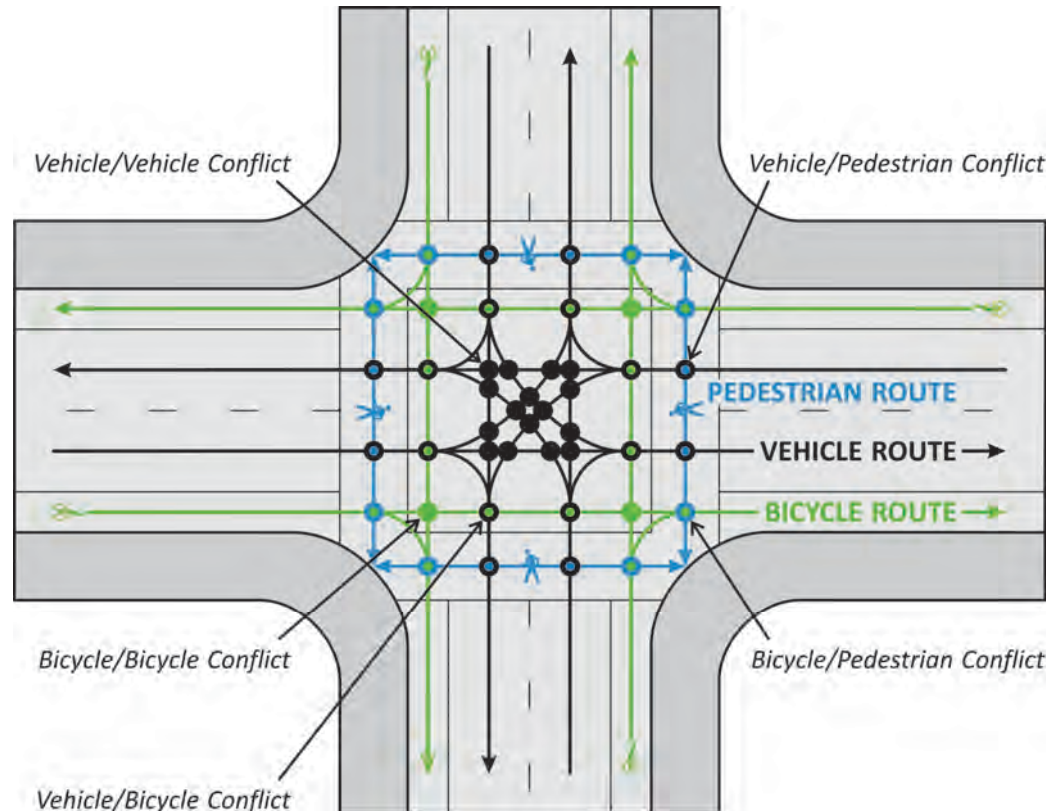 Vehicle/Vehicle Conflict
Vehicle/Pedestrian Conflict
PEDESTRIAN ROUTE
VEHICLE ROUTE
BICYCLE ROUTE
Bicycle/Bicycle Conflict
Bicycle/Pedestrian Conflict
Vehicle/Bicycle Conflict